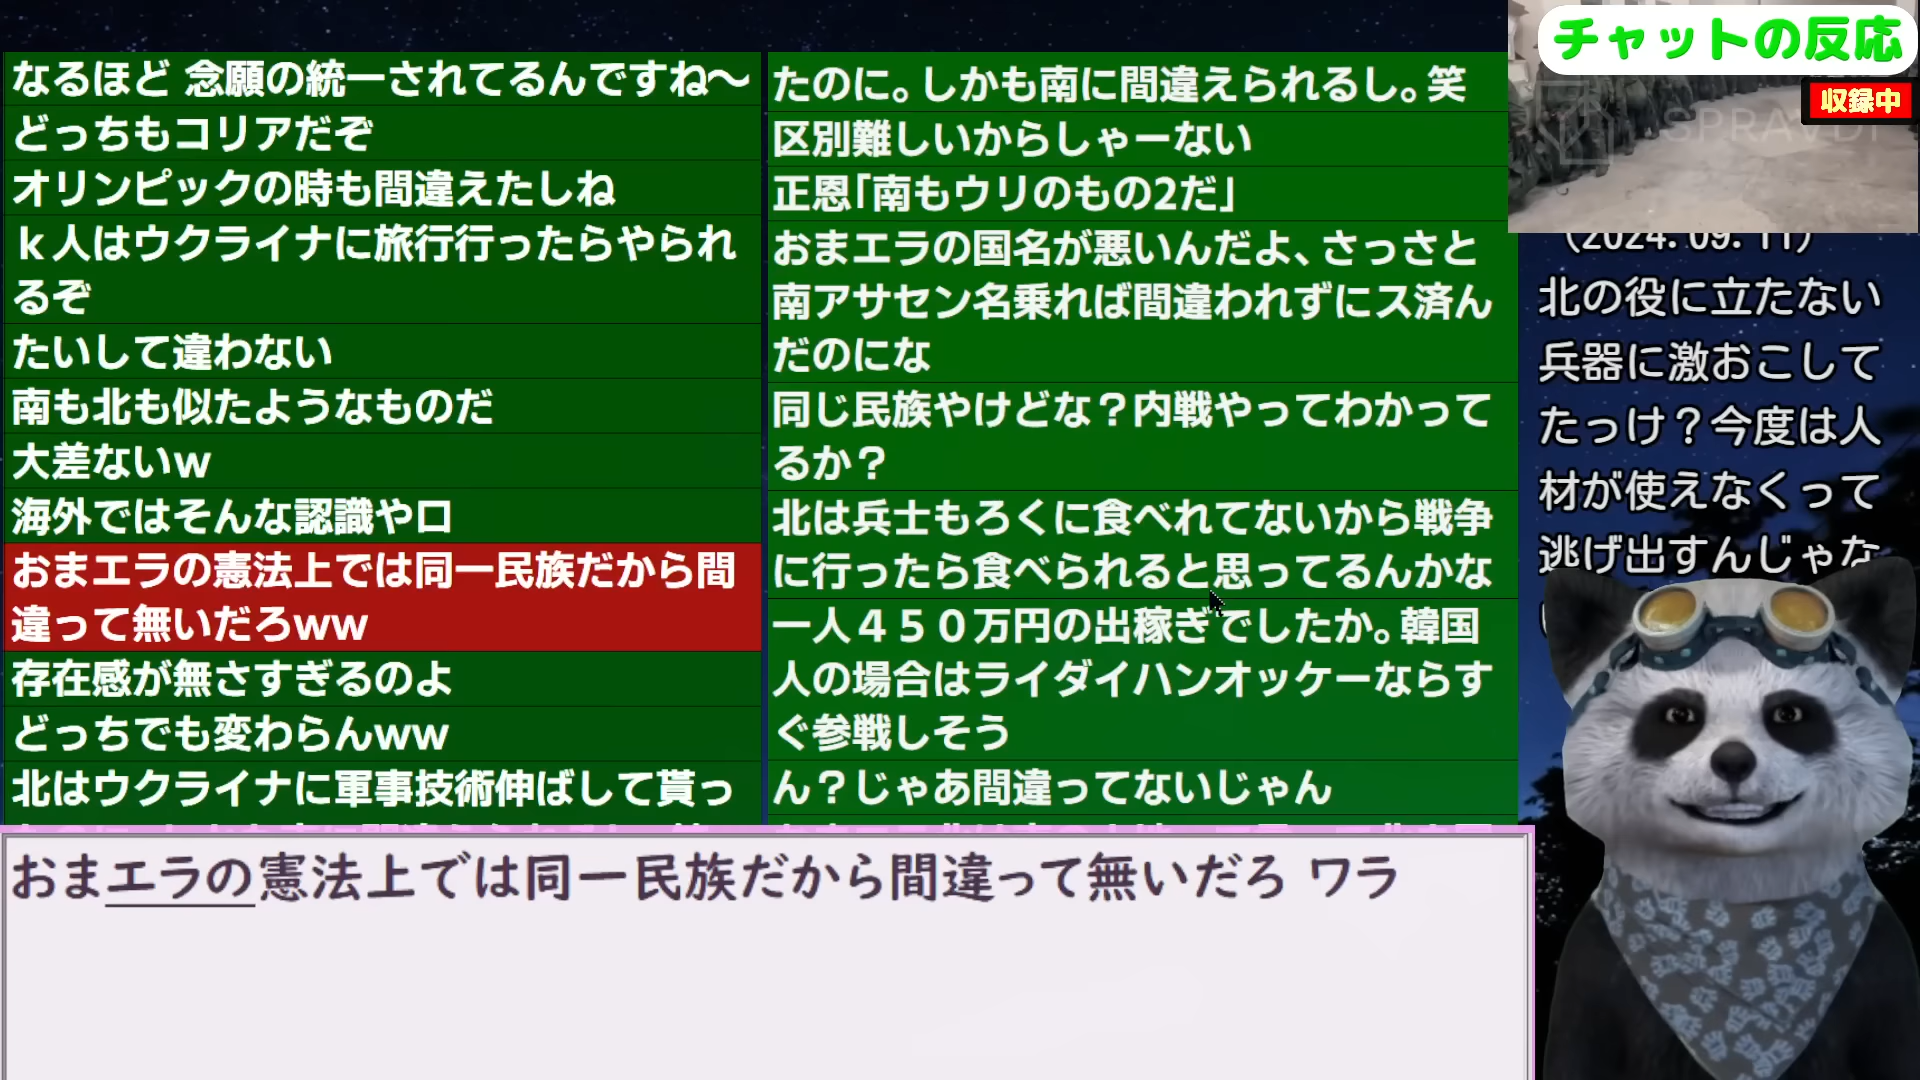 なるほど 念願の統一されてるんですね～
どっちもコリアだぞ
オリンピックの時も間違えたしね
ｋ人はウクライナに旅行行ったらやられ
るぞ
たいして違わない
南も北も似たようなものだ
大差ないｗ
海外ではそんな認識やロ
おまエラの憲法上では同一民族だから間
違って無いだろww
存在感が無さすぎるのよ
どっちでも変わらんww
北はウクライナに軍事技術伸ばして貰っ
たのに。しかも南に間違えられるし。笑
区別難しいからしゃーない
正恩｢南もウリのもの2だ｣
おまエラの国名が悪いんだよ､さっさと
南アサセン名乗れば間違われずにス済ん
だのにな
同じ民族やけどな？内戦やってわかって
るか？
北は兵士もろくに食べれてないから戦争
に行ったら食べられると思ってるんかな
一人４５０万円の出稼ぎでしたか。韓国
人の場合はライダイハンオッケーならす
ぐ参戦しそう
ん？じゃあ間違ってないじゃん
チャットの反応
収録中
SPRAVDI
（2024. 09. 11）
北の役に立たない
兵器に激おこして
たっけ？今度は人
材が使えなくって
逃げ出すんじゃな
おまエラの憲法上では同一民族だから間違って無いだろ ワラ